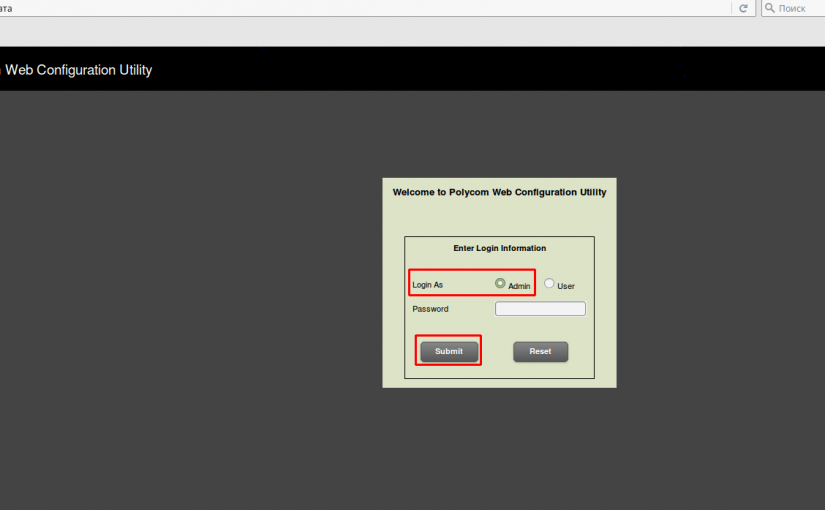 ата
Поиск
Web Configuration Utility
Welcome to Polycom Web Configuration Utility
Enter Login Information
Login As Admin User
Password
Submit Reset